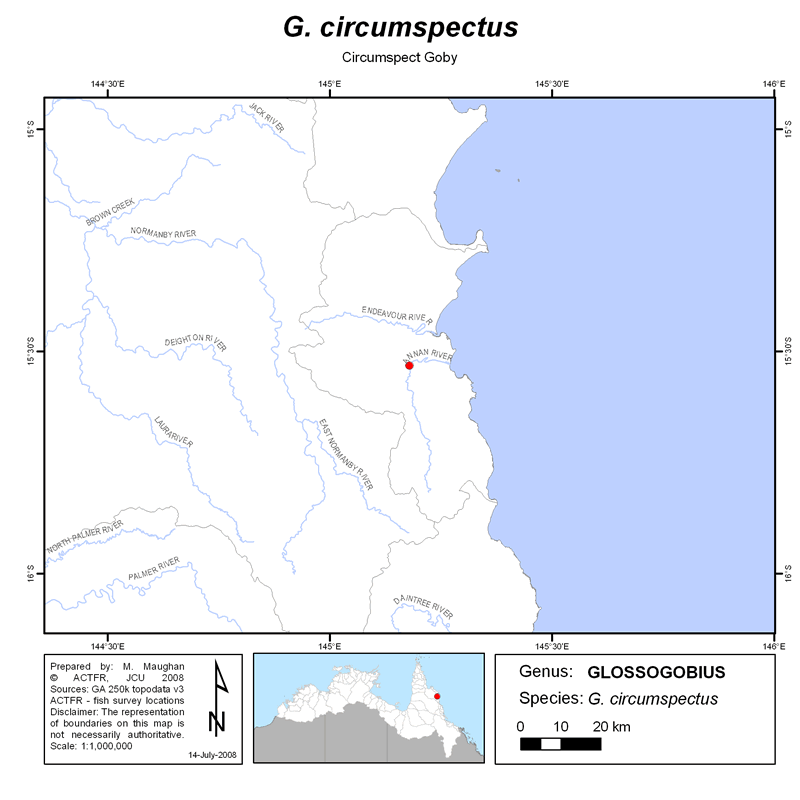 G. circumspectus
Circumspect Goby
144°30'E
145°E
145°30'E
146°E
15°S
15°S
JACK RIVER
BROWN CREEK
NORMANBY RIVER
ENDEAVOUR RIVER
15°30'S
15°30'S
DEIGHTON RIVER
ANNAN RIVER
LAURA RIVER
EAST NORMANBY RIVER
NORTH PALMER RIVER
PALMER RIVER
16°S
16°S
DAINTREE RIVER
144°30'E
145°E
145°30'E
146°E
Prepared by: M. Maughan
© ACTFR, JCU 2008
Sources: GA 250k topodata v3
ACTFR - fish survey locations
Disclaimer: The representation
of boundaries on this map is
not necessarily authoritative.
Scale: 1:1,000,000
N
14-July-2008
Genus: GLOSSOGOBIUS
Species: G. circumspectus
0 10 20 km